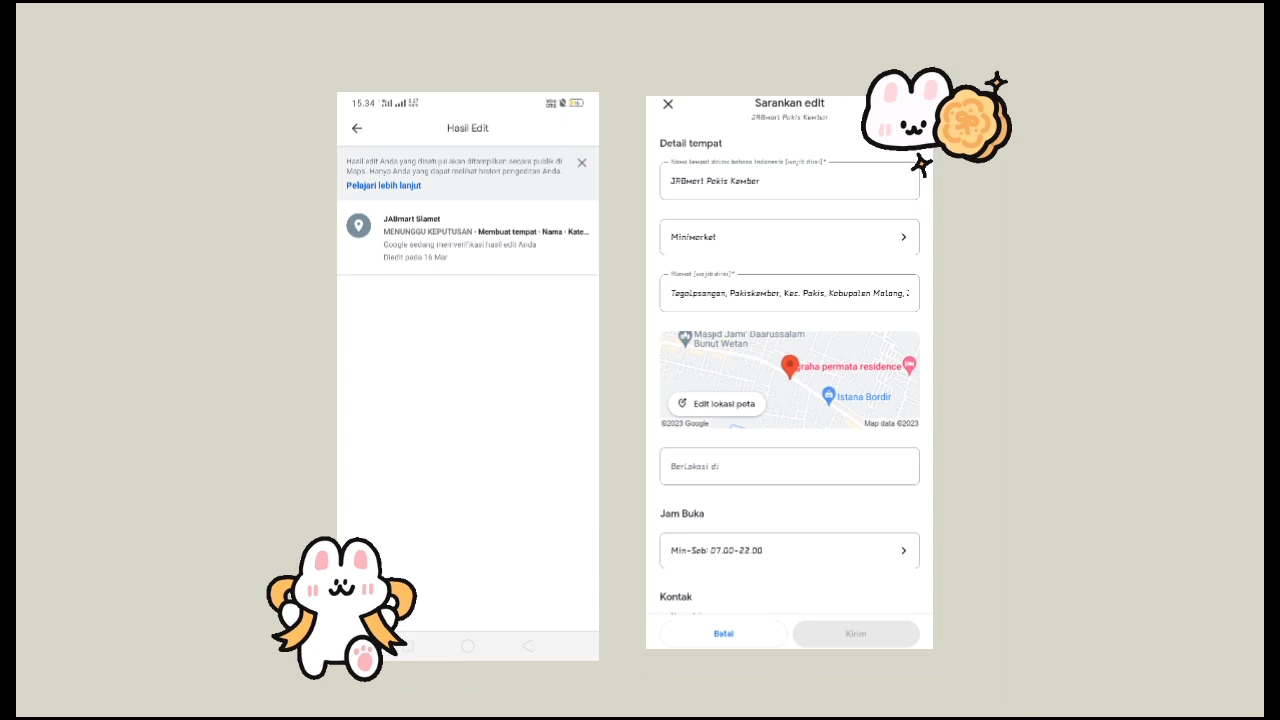 15.34
Hasil Edit
Hasil edit Anda yang disetujui akan ditampilkan secara publik di
Maps. Hanya Anda yang dapat melihat histori pengeditan Anda.
Pelajari lebih lanjut
JABmart Slamet
MENUNGGU KEPUTUSAN · Membuat tempat · Nama · Kate...
Google sedang memverifikasi hasil edit Anda
Diedit pada 16 Mar
Sarankan edit
JABmart Pakis Kembar
Detail tempat
Nama tempat dalam bahasa Indonesia (wajib diisi)*
JABmart Pakis Kembar
Minimarket
Alamat (wajib diisi)*
Tegalpsangan, Pakiskembar, Kec. Pakis, Kabupaten Malang, J
Masjid Jami' Daarussalam
Bunut Wetan
graha permata residence
Istana Bordir
Edit lokasi peta
©2023 Google
Map data ©2023
Berlokasi di
Jam Buka
Min-Sab: 07.00-22.00
Kontak
Batal
Kirim